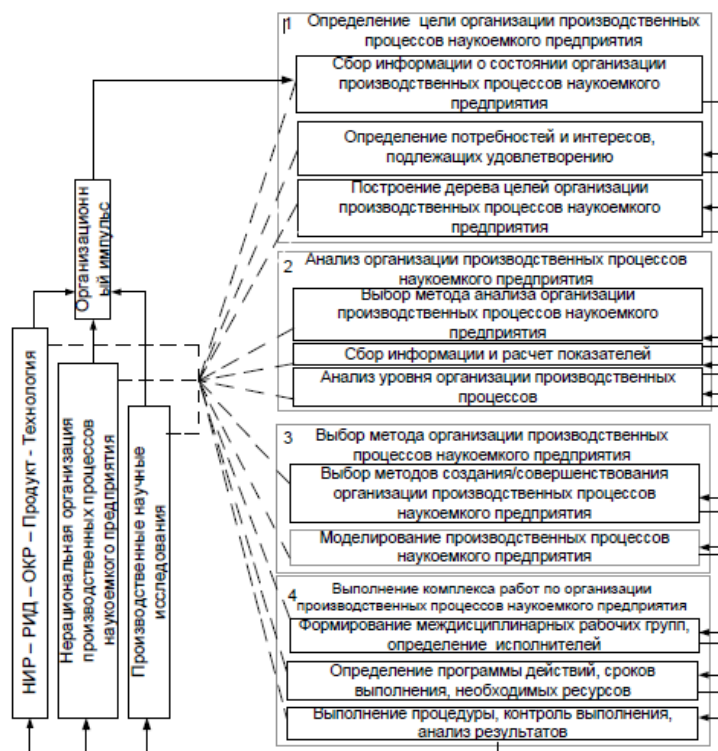 1 Определение цели организации производственных
процессов наукоемкого предприятия
Сбор информации о состоянии организации
производственных процессов наукоемкого
предприятия
Определение потребностей и интересов,
подлежащих удовлетворению
Построение дерева целей организации
производственных процессов наукоемкого
предприятия
Организационн
ый импульс
2 Анализ организации производственных процессов
наукоемкого предприятия
Выбор метода анализа организации
производственных процессов наукоемкого
предприятия
Сбор информации и расчет показателей
Анализ уровня организации производственных
процессов
НИР – РИД – ОКР – Продукт - Технология
Нерациональная организация
производственных процессов
наукоемкого предприятия
Производственные научные
исследования
3 Выбор метода организации производственных
процессов наукоемкого предприятия
Выбор методов создания/совершенствования
организации производственных процессов
наукоемкого предприятия
Моделирование производственных процессов
наукоемкого предприятия
4 Выполнение комплекса работ по организации
производственных процессов наукоемкого предприятия
Формирование междисциплинарных рабочих групп,
определение исполнителей
Определение программы действий, сроков
выполнения, необходимых ресурсов
Выполнение процедуры, контроль выполнения,
анализ результатов